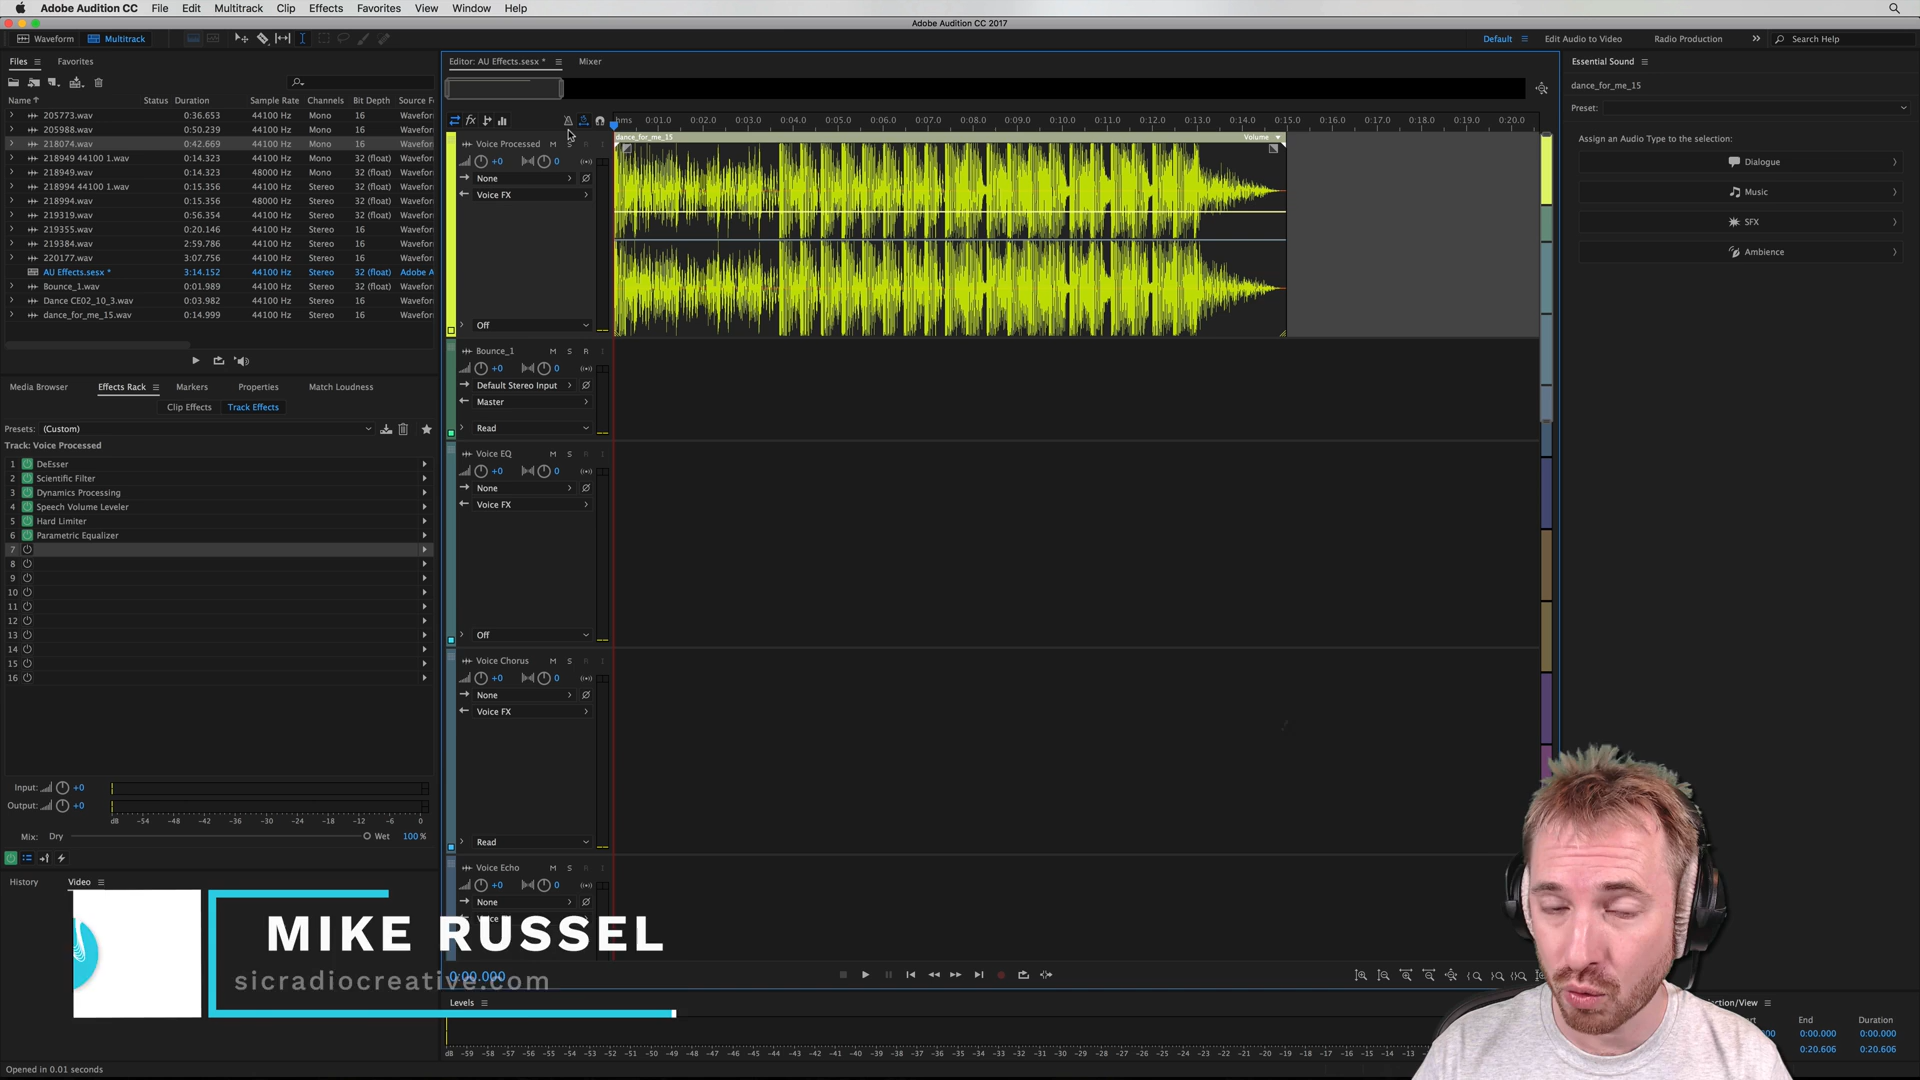 Adobe Audition CC File Edit Multitrack Clip Effects Favorites View Window Help
Adobe Audition CC 2017
Waveform Multitrack
Default Edit Audio to Video Radio Production Search Help
Files Favorites
Name Status Duration Sample Rate Channels Bit Depth Source F
205773.wav 0:36.653 44100 Hz Mono 16 Wavefor
205988.wav 0:50.239 44100 Hz Mono 16 Wavefor
218074.wav 0:42.669 44100 Hz Mono 16 Wavefor
218949 44100 1.wav 0:14.323 44100 Hz Mono 32 (float) Wavefor
218949.wav 0:14.323 48000 Hz Mono 32 (float) Wavefor
218994 44100 1.wav 0:15.356 44100 Hz Stereo 32 (float) Wavefor
218994.wav 0:15.356 48000 Hz Stereo 32 (float) Wavefor
219319.wav 0:56.354 44100 Hz Stereo 16 Wavefor
219355.wav 0:20.146 44100 Hz Stereo 16 Wavefor
219384.wav 2:59.786 44100 Hz Stereo 16 Wavefor
220177.wav 3:07.756 44100 Hz Stereo 16 Wavefor
AU Effects.sesx * 3:14.152 44100 Hz Stereo 32 (float) Adobe A
Bounce_1.wav 0:01.989 44100 Hz Stereo 32 (float) Wavefor
Dance CE02_10_3.wav 0:03.982 44100 Hz Stereo 16 Wavefor
dance_for_me_15.wav 0:14.999 44100 Hz Stereo 16 Wavefor
Media Browser Effects Rack Markers Properties Match Loudness
Clip Effects Track Effects
Presets: (Custom)
Track: Voice Processed
1 DeEsser
2 Scientific Filter
3 Dynamics Processing
4 Speech Volume Leveler
5 Hard Limiter
6 Parametric Equalizer
7
8
9
10
11
12
13
14
15
16
Input: +0
Output: +0
dB -54 -48 -42 -36 -30 -24 -18 -12 -6 0
Mix: Dry Wet 100 %
History Video
Editor: AU Effects.sesx * Mixer
fx
hms 0:01.0 0:02.0 0:03.0 0:04.0 0:05.0 0:06.0 0:07.0 0:08.0 0:09.0 0:10.0 0:11.0 0:12.0 0:13.0 0:14.0 0:15.0 0:16.0 0:17.0 0:18.0 0:19.0 0:20.0
dance_for_me_15 Volume
Voice Processed M S R I
+0 0
None
Voice FX
Off
Bounce_1 M S R I
+0 0
Default Stereo Input
Master
Read
Voice EQ M S R I
+0 0
None
Voice FX
Off
Voice Chorus M S R I
+0 0
None
Voice FX
Read
Voice Echo M S R I
+0 0
None
MIKE RUSSEL
sicradiocreative.com
0:00.000
Levels
dB -59 -58 -57 -56 -55 -54 -53 -52 -51 -50 -49 -48 -47 -46 -45 -44 -43 -42 -41 -40 -39 -38 -37 -36 -35 -34 -33 -32 -31 -30 -29 -28 -27 -26 -25 -24 -23 -22 -21 -20 -19 -18 -17 -16 -15 -14 -13 -12
Essential Sound
dance_for_me_15
Preset:
Assign an Audio Type to the selection:
Dialogue
Music
SFX
Ambience
ection/View
End Duration
0:00.000 0:00.000
0:20.606 0:20.606
Opened in 0.01 seconds